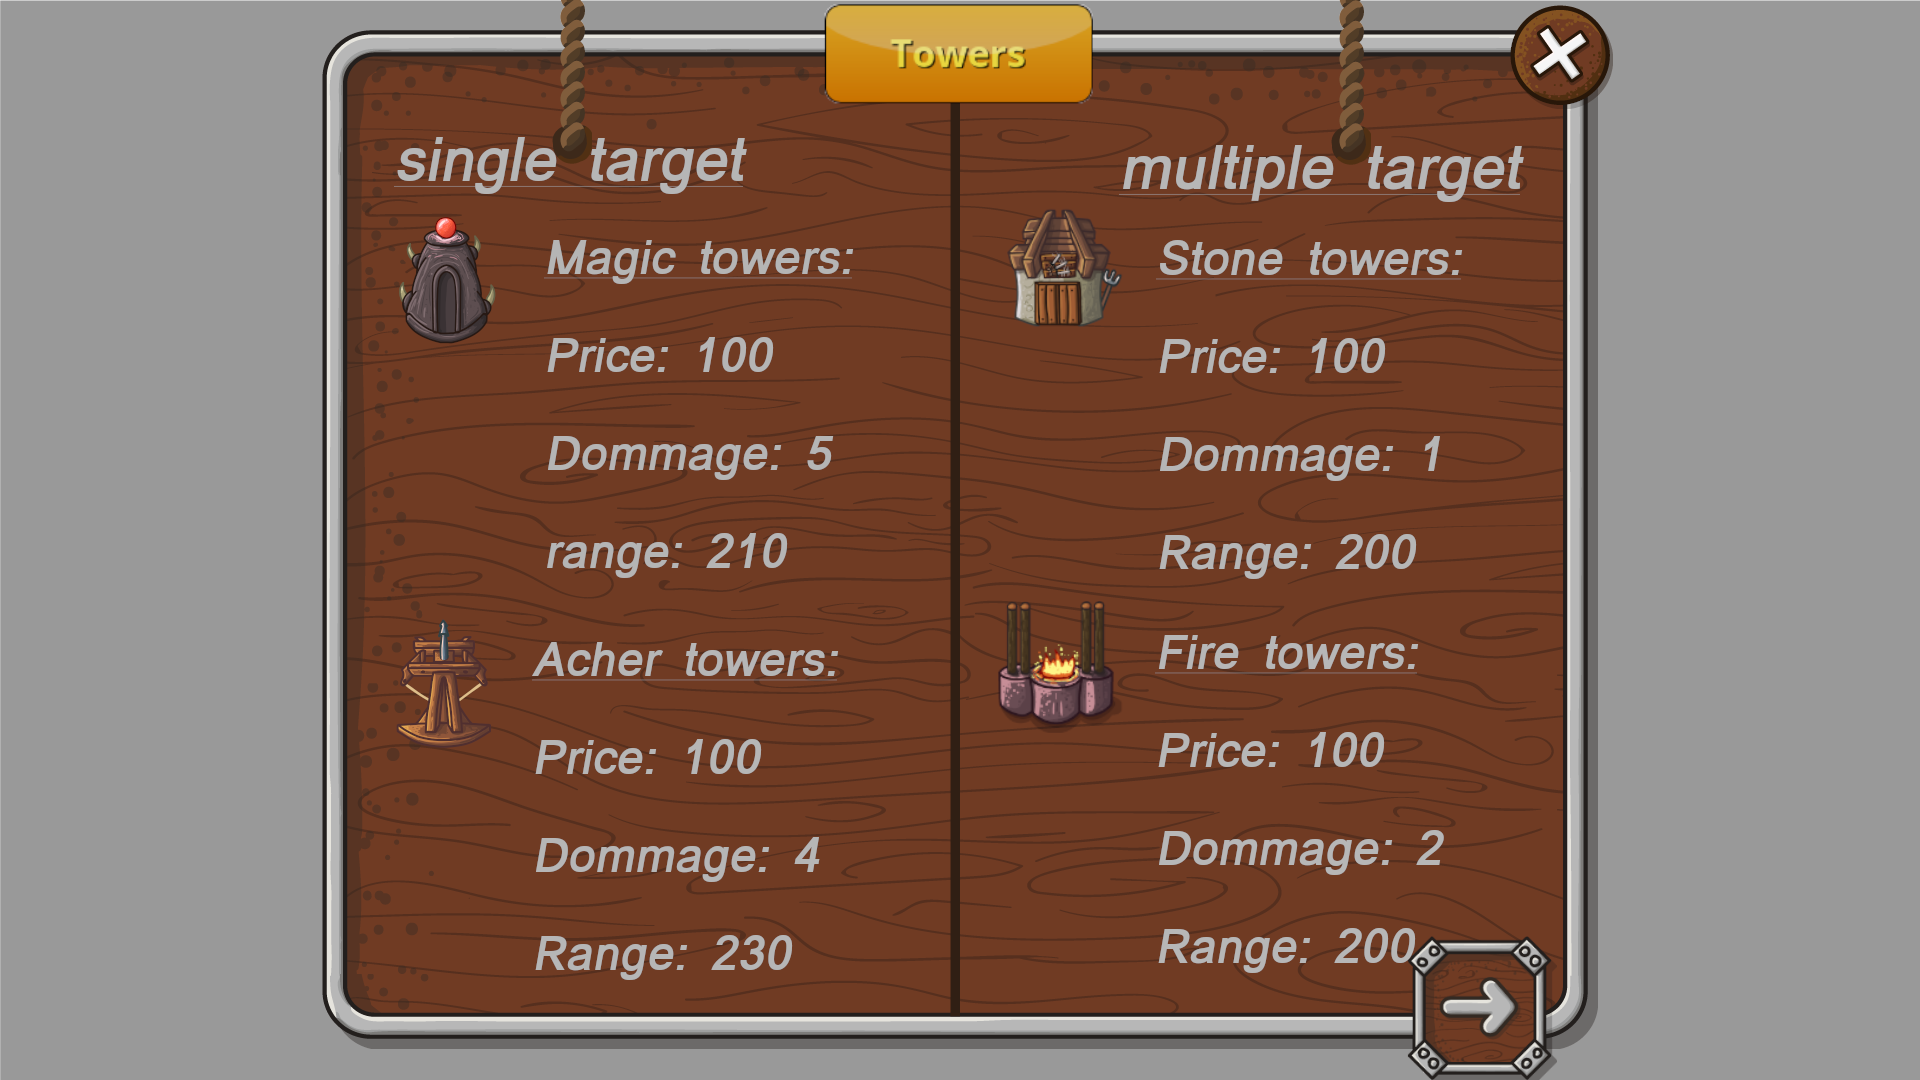 Towers
single target
Magic towers:
Price: 100
Dommage: 5
range: 210
Acher towers:
Price: 100
Dommage: 4
Range: 230
multiple target
Stone towers:
Price: 100
Dommage: 1
Range: 200
Fire towers:
Price: 100
Dommage: 2
Range: 200